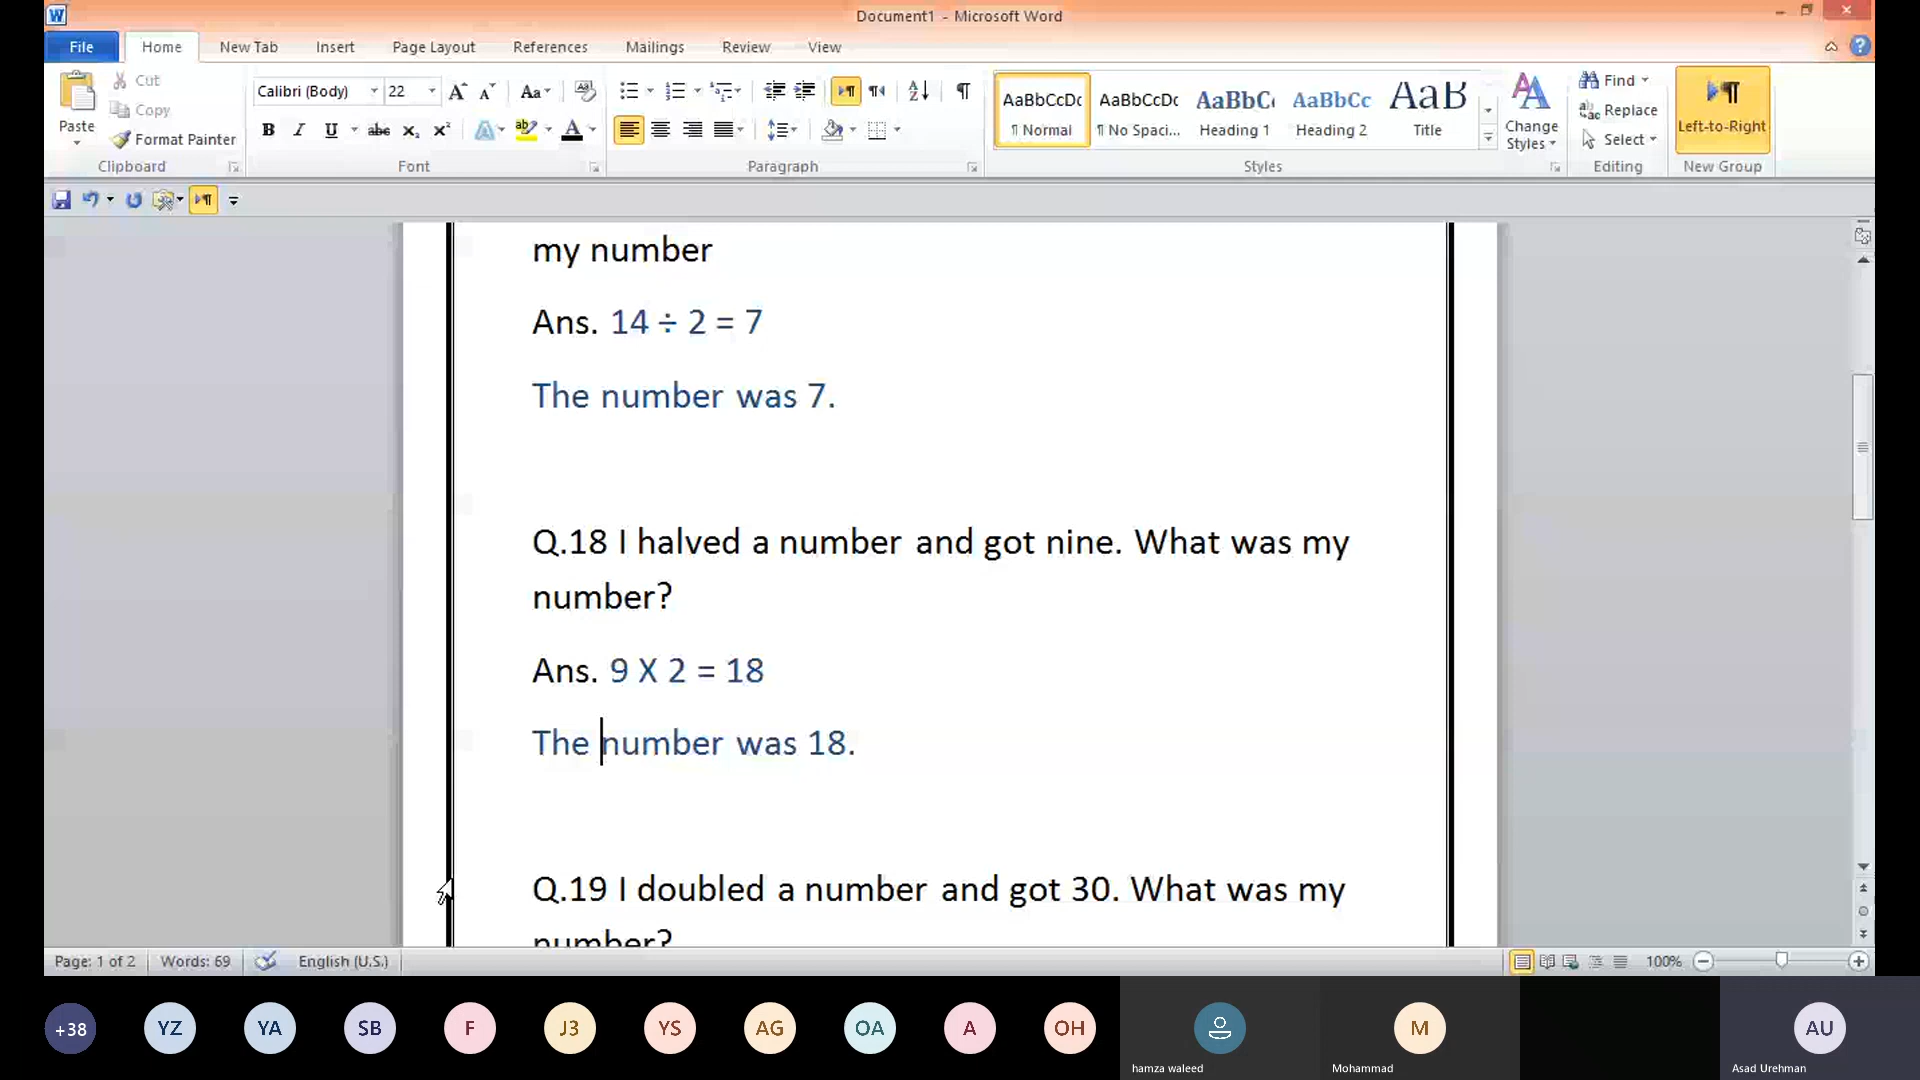 Document1 - Microsoft Word
File Home New Tab Insert Page Layout References Mailings Review View
Paste
Cut
Copy
Format Painter
Clipboard
Calibri (Body) 22
Font
Paragraph
AaBbCcDc AaBbCcDc AaBbC AaBbCc AaB
¶ Normal ¶ No Spaci... Heading 1 Heading 2 Title
Change
Styles
Styles
Find
Replace
Select
Editing
Left-to-Right
New Group
my number
Ans. 14 ÷ 2 = 7
The number was 7.
Q.18 I halved a number and got nine. What was my
number?
Ans. 9 X 2 = 18
The number was 18.
Q.19 I doubled a number and got 30. What was my
number?
Page: 1 of 2 Words: 69 English (U.S.) 100%
+38 YZ YA SB F J3 YS AG OA A OH M AU
hamza waleed Mohammad Asad Urehman